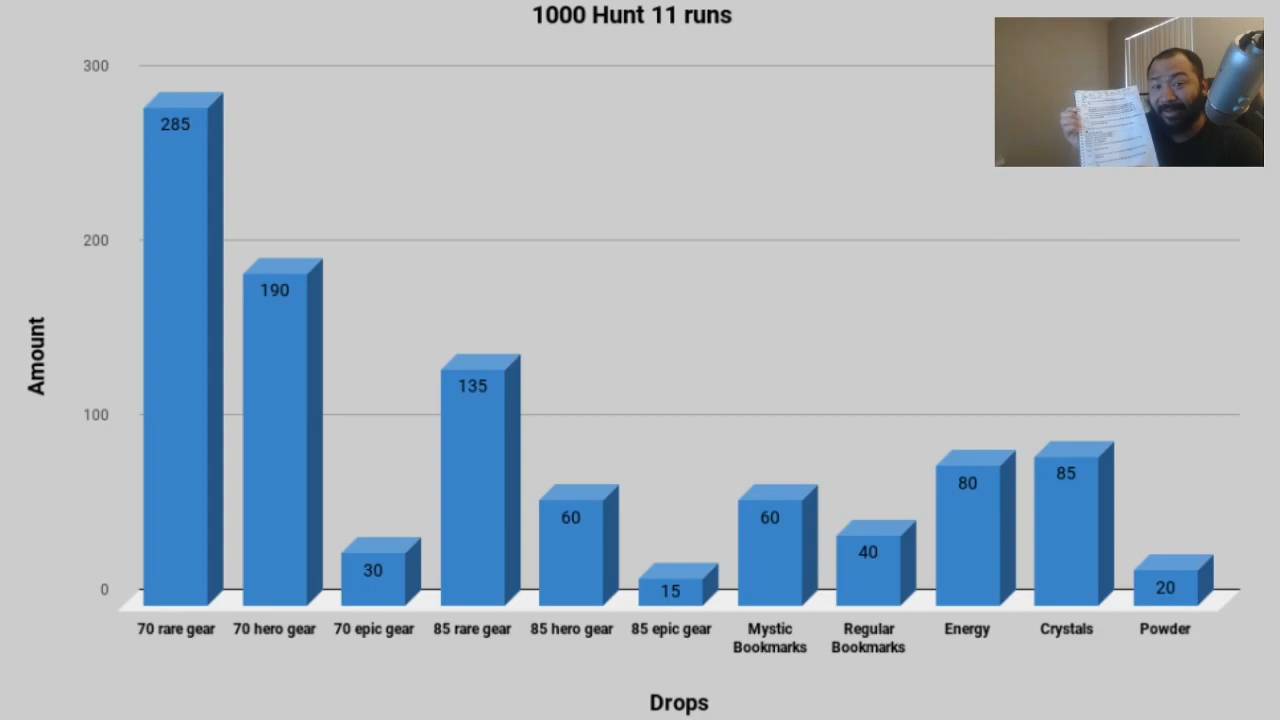 1000 Hunt 11 runs
300
200
100
0
Amount
285
190
30
135
60
15
60
40
80
85
20
70 rare gear
70 hero gear
70 epic gear
85 rare gear
85 hero gear
85 epic gear
Mystic
Bookmarks
Regular
Bookmarks
Energy
Crystals
Powder
Drops